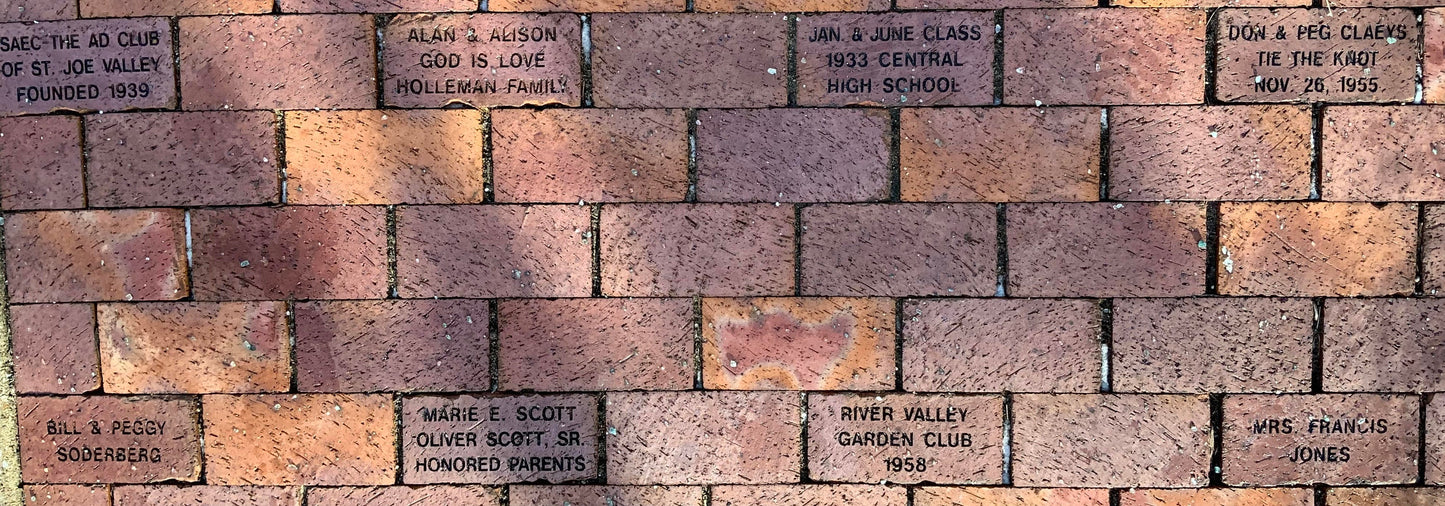 SAEC-THE AD CLUB
OF ST. JOE VALLEY
FOUNDED 1939
ALAN & ALISON
GOD IS LOVE
HOLLEMAN FAMILY
JAN. & JUNE CLASS
1933 CENTRAL
HIGH SCHOOL
DON & PEG CLAEYS
TIE THE KNOT
NOV. 26, 1955
BILL & PEGGY
SODERBERG
MARIE E. SCOTT
OLIVER SCOTT, SR.
HONORED PARENTS
RIVER VALLEY
GARDEN CLUB
1958
MRS. FRANCIS
JONES